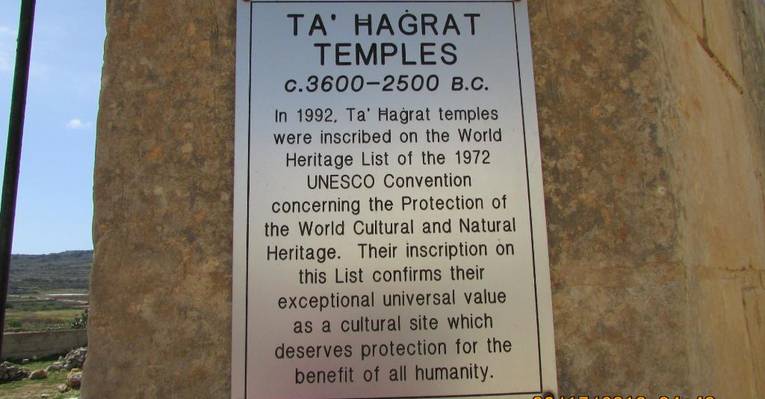 TA' ĦAĠRAT
TEMPLES
c.3600–2500 B.C.
In 1992, Ta' Ħaġrat temples
were inscribed on the World
Heritage List of the 1972
UNESCO Convention
concerning the Protection of
the World Cultural and Natural
Heritage. Their inscription on
this List confirms their
exceptional universal value
as a cultural site which
deserves protection for the
benefit of all humanity.